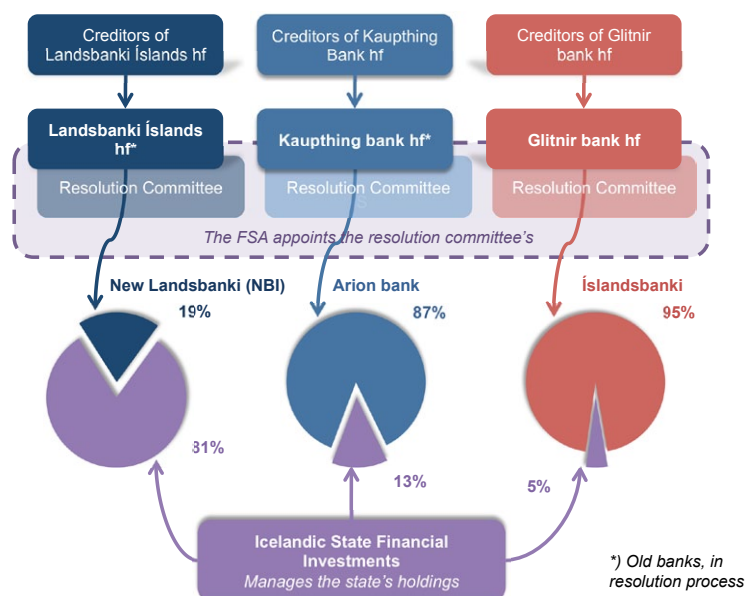 Creditors of
Landsbanki Íslands hf
Creditors of Kaupthing
Bank hf
Creditors of Glitnir
bank hf
Landsbanki Íslands
hf*
Kaupthing bank hf*
Glitnir bank hf
Resolution Committee
Resolution Committee
s
Resolution Committee
The FSA appoints the resolution committee's
New Landsbanki (NBI)
19%
Arion bank
87%
Íslandsbanki
95%
81%
13%
5%
Icelandic State Financial
Investments
Manages the state's holdings
*) Old banks, in
resolution process